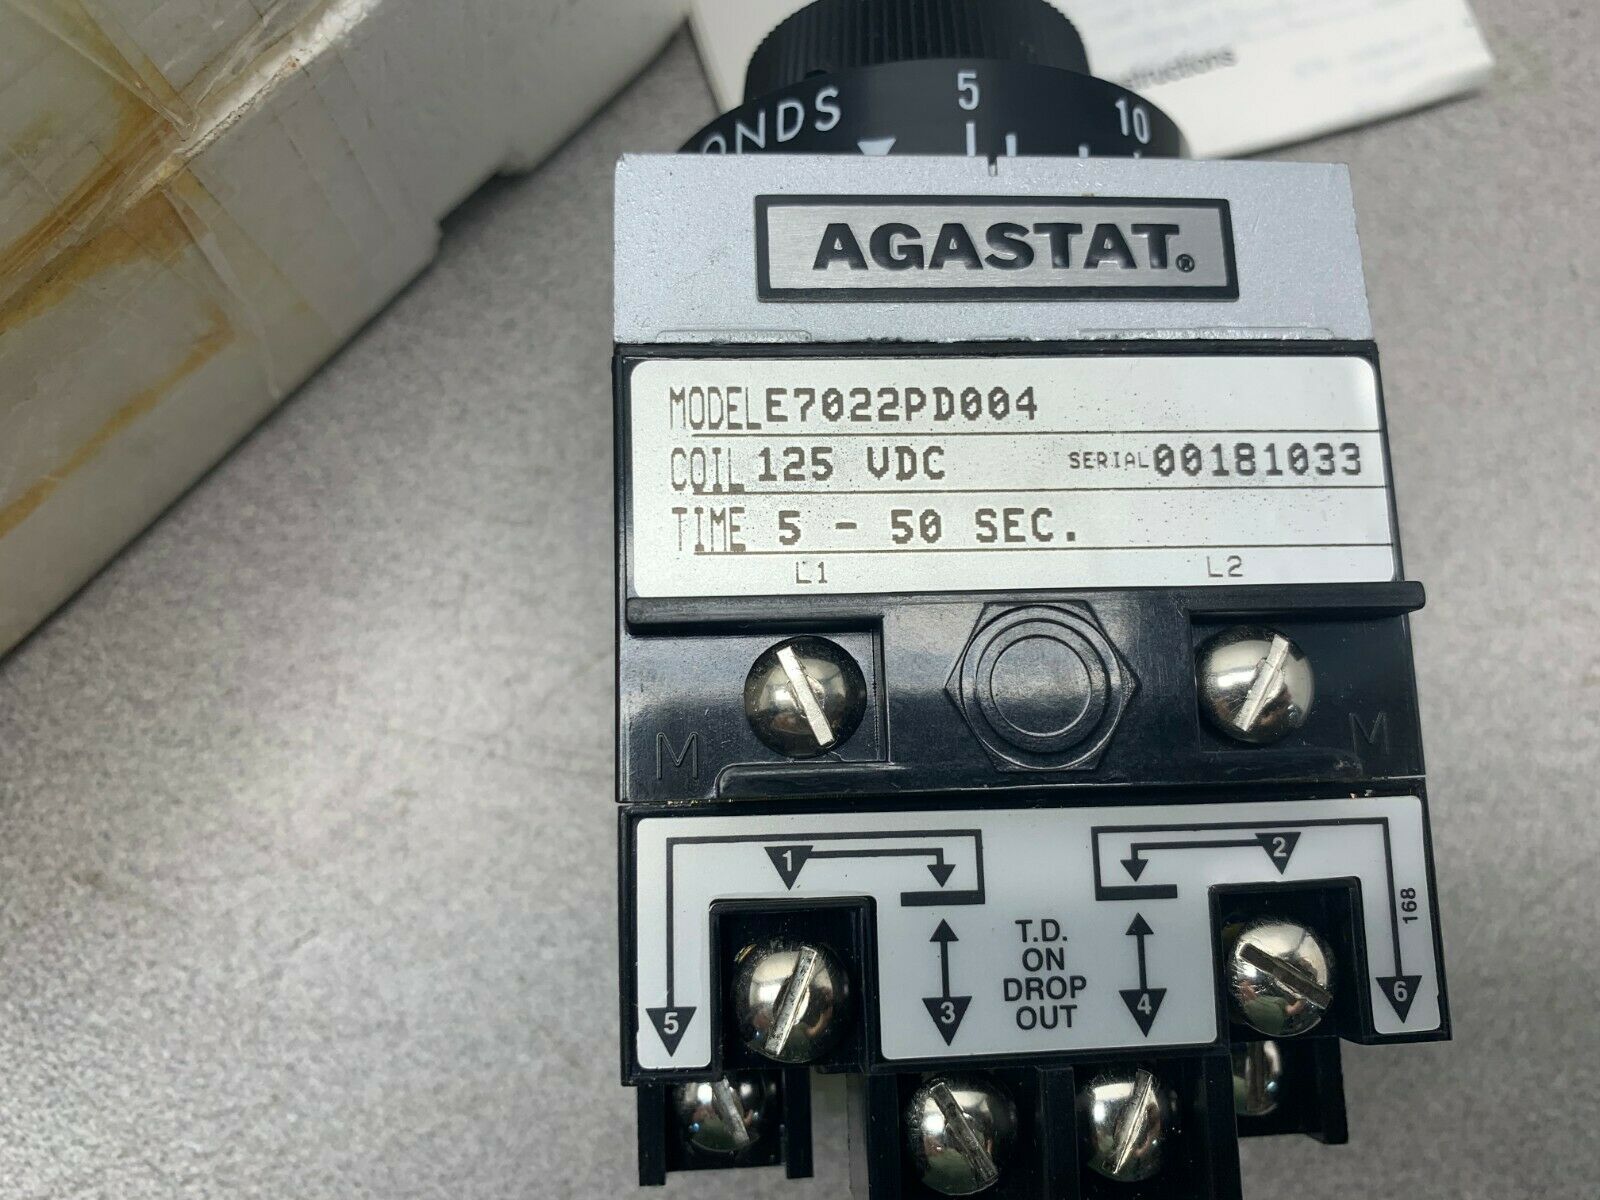 5 10
AGASTAT®
MODEL E7022PD004
COIL 125 VDC SERIAL 00181033
TIME 5 - 50 SEC.
L1 L2
M M
1 2
168
T.D.
ON
DROP
OUT
5 3 4 6